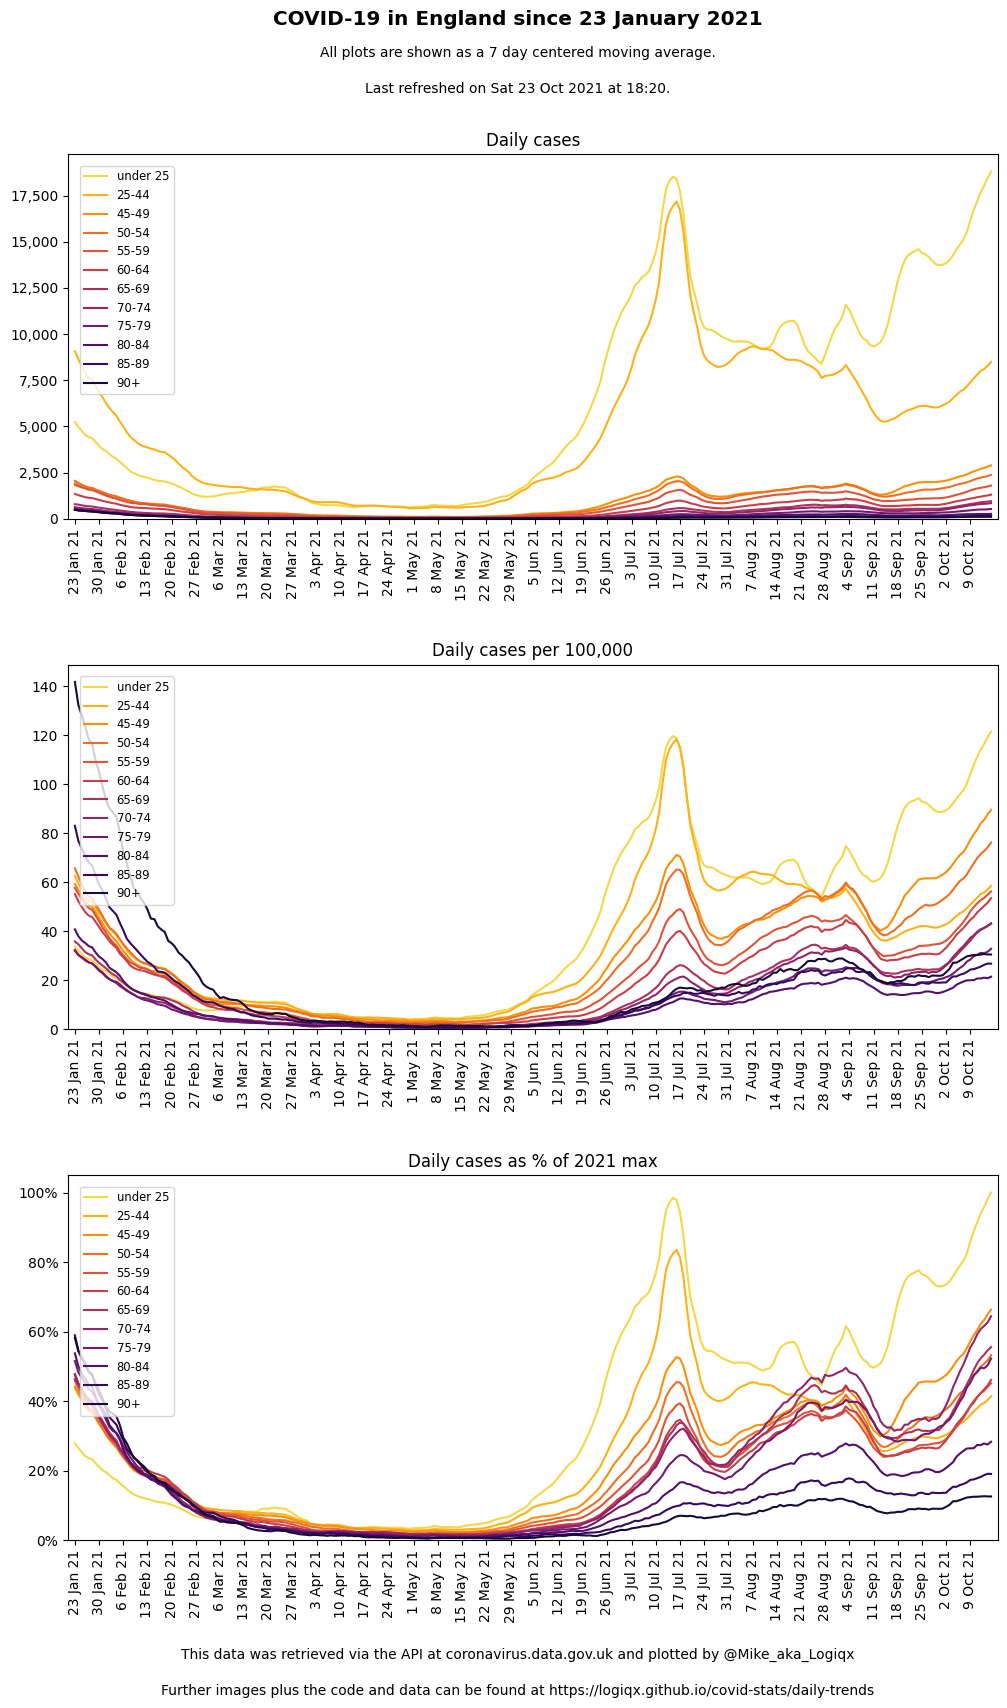 COVID-19 in England since 23 January 2021
All plots are shown as a 7 day centered moving average.
Last refreshed on Sat 23 Oct 2021 at 18:20.
Daily cases
17,500
15,000
12,500
10,000
7,500
5,000
2,500
0
under 25
25-44
45-49
50-54
55-59
60-64
65-69
70-74
75-79
80-84
85-89
90+
23 Jan 21
30 Jan 21
6 Feb 21
13 Feb 21
20 Feb 21
27 Feb 21
6 Mar 21
13 Mar 21
20 Mar 21
27 Mar 21
3 Apr 21
10 Apr 21
17 Apr 21
24 Apr 21
1 May 21
8 May 21
15 May 21
22 May 21
29 May 21
5 Jun 21
12 Jun 21
19 Jun 21
26 Jun 21
3 Jul 21
10 Jul 21
17 Jul 21
24 Jul 21
31 Jul 21
7 Aug 21
14 Aug 21
21 Aug 21
28 Aug 21
4 Sep 21
11 Sep 21
18 Sep 21
25 Sep 21
2 Oct 21
9 Oct 21
Daily cases per 100,000
140
120
100
80
60
40
20
0
under 25
25-44
45-49
50-54
55-59
60-64
65-69
70-74
75-79
80-84
85-89
90+
23 Jan 21
30 Jan 21
6 Feb 21
13 Feb 21
20 Feb 21
27 Feb 21
6 Mar 21
13 Mar 21
20 Mar 21
27 Mar 21
3 Apr 21
10 Apr 21
17 Apr 21
24 Apr 21
1 May 21
8 May 21
15 May 21
22 May 21
29 May 21
5 Jun 21
12 Jun 21
19 Jun 21
26 Jun 21
3 Jul 21
10 Jul 21
17 Jul 21
24 Jul 21
31 Jul 21
7 Aug 21
14 Aug 21
21 Aug 21
28 Aug 21
4 Sep 21
11 Sep 21
18 Sep 21
25 Sep 21
2 Oct 21
9 Oct 21
Daily cases as % of 2021 max
100%
80%
60%
40%
20%
0%
under 25
25-44
45-49
50-54
55-59
60-64
65-69
70-74
75-79
80-84
85-89
90+
23 Jan 21
30 Jan 21
6 Feb 21
13 Feb 21
20 Feb 21
27 Feb 21
6 Mar 21
13 Mar 21
20 Mar 21
27 Mar 21
3 Apr 21
10 Apr 21
17 Apr 21
24 Apr 21
1 May 21
8 May 21
15 May 21
22 May 21
29 May 21
5 Jun 21
12 Jun 21
19 Jun 21
26 Jun 21
3 Jul 21
10 Jul 21
17 Jul 21
24 Jul 21
31 Jul 21
7 Aug 21
14 Aug 21
21 Aug 21
28 Aug 21
4 Sep 21
11 Sep 21
18 Sep 21
25 Sep 21
2 Oct 21
9 Oct 21
This data was retrieved via the API at coronavirus.data.gov.uk and plotted by @Mike_aka_Logiqx
Further images plus the code and data can be found at https://logiqx.github.io/covid-stats/daily-trends